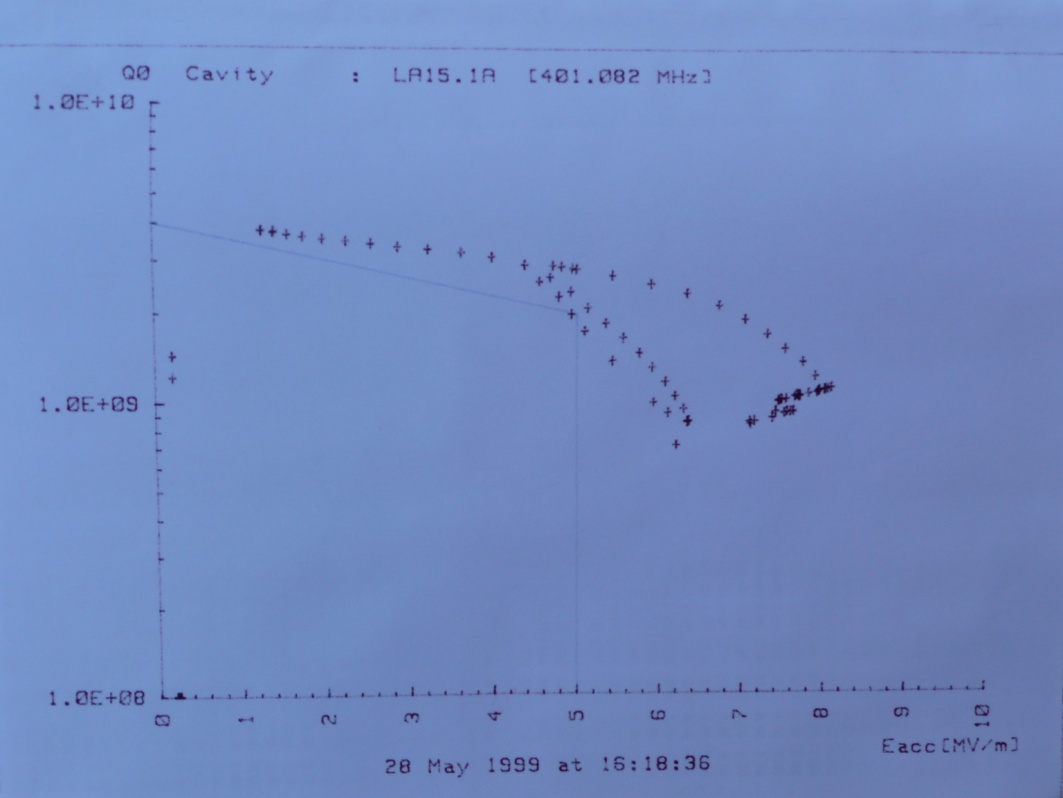 Q0 Cavity : LA15.1A [401.082 MHz]
1.0E+10
1.0E+09
1.0E+08
0 1 2 3 4 5 6 7 8 9 10
Eacc[MV/m]
28 May 1999 at 16:18:36